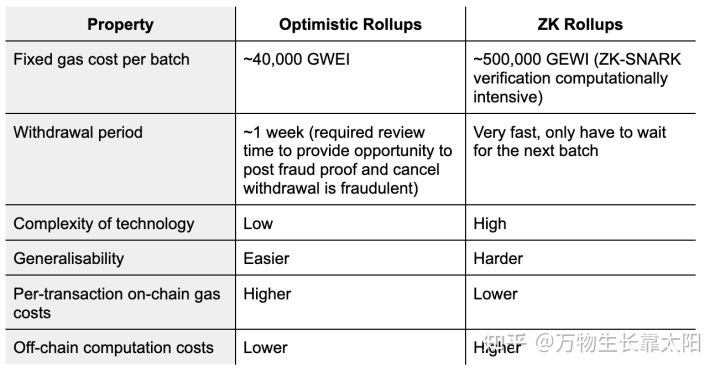 Property Optimistic Rollups ZK Rollups
Fixed gas cost per batch ~40,000 GWEI ~500,000 GEWI (ZK-SNARK
verification computationally
intensive)
Withdrawal period ~1 week (required review Very fast, only have to wait
time to provide opportunity to for the next batch
post fraud proof and cancel
withdrawal is fraudulent)
Complexity of technology Low High
Generalisability Easier Harder
Per-transaction on-chain gas Higher Lower
costs
Off-chain computation costs Lower Higher
知乎 @万物生长靠太阳